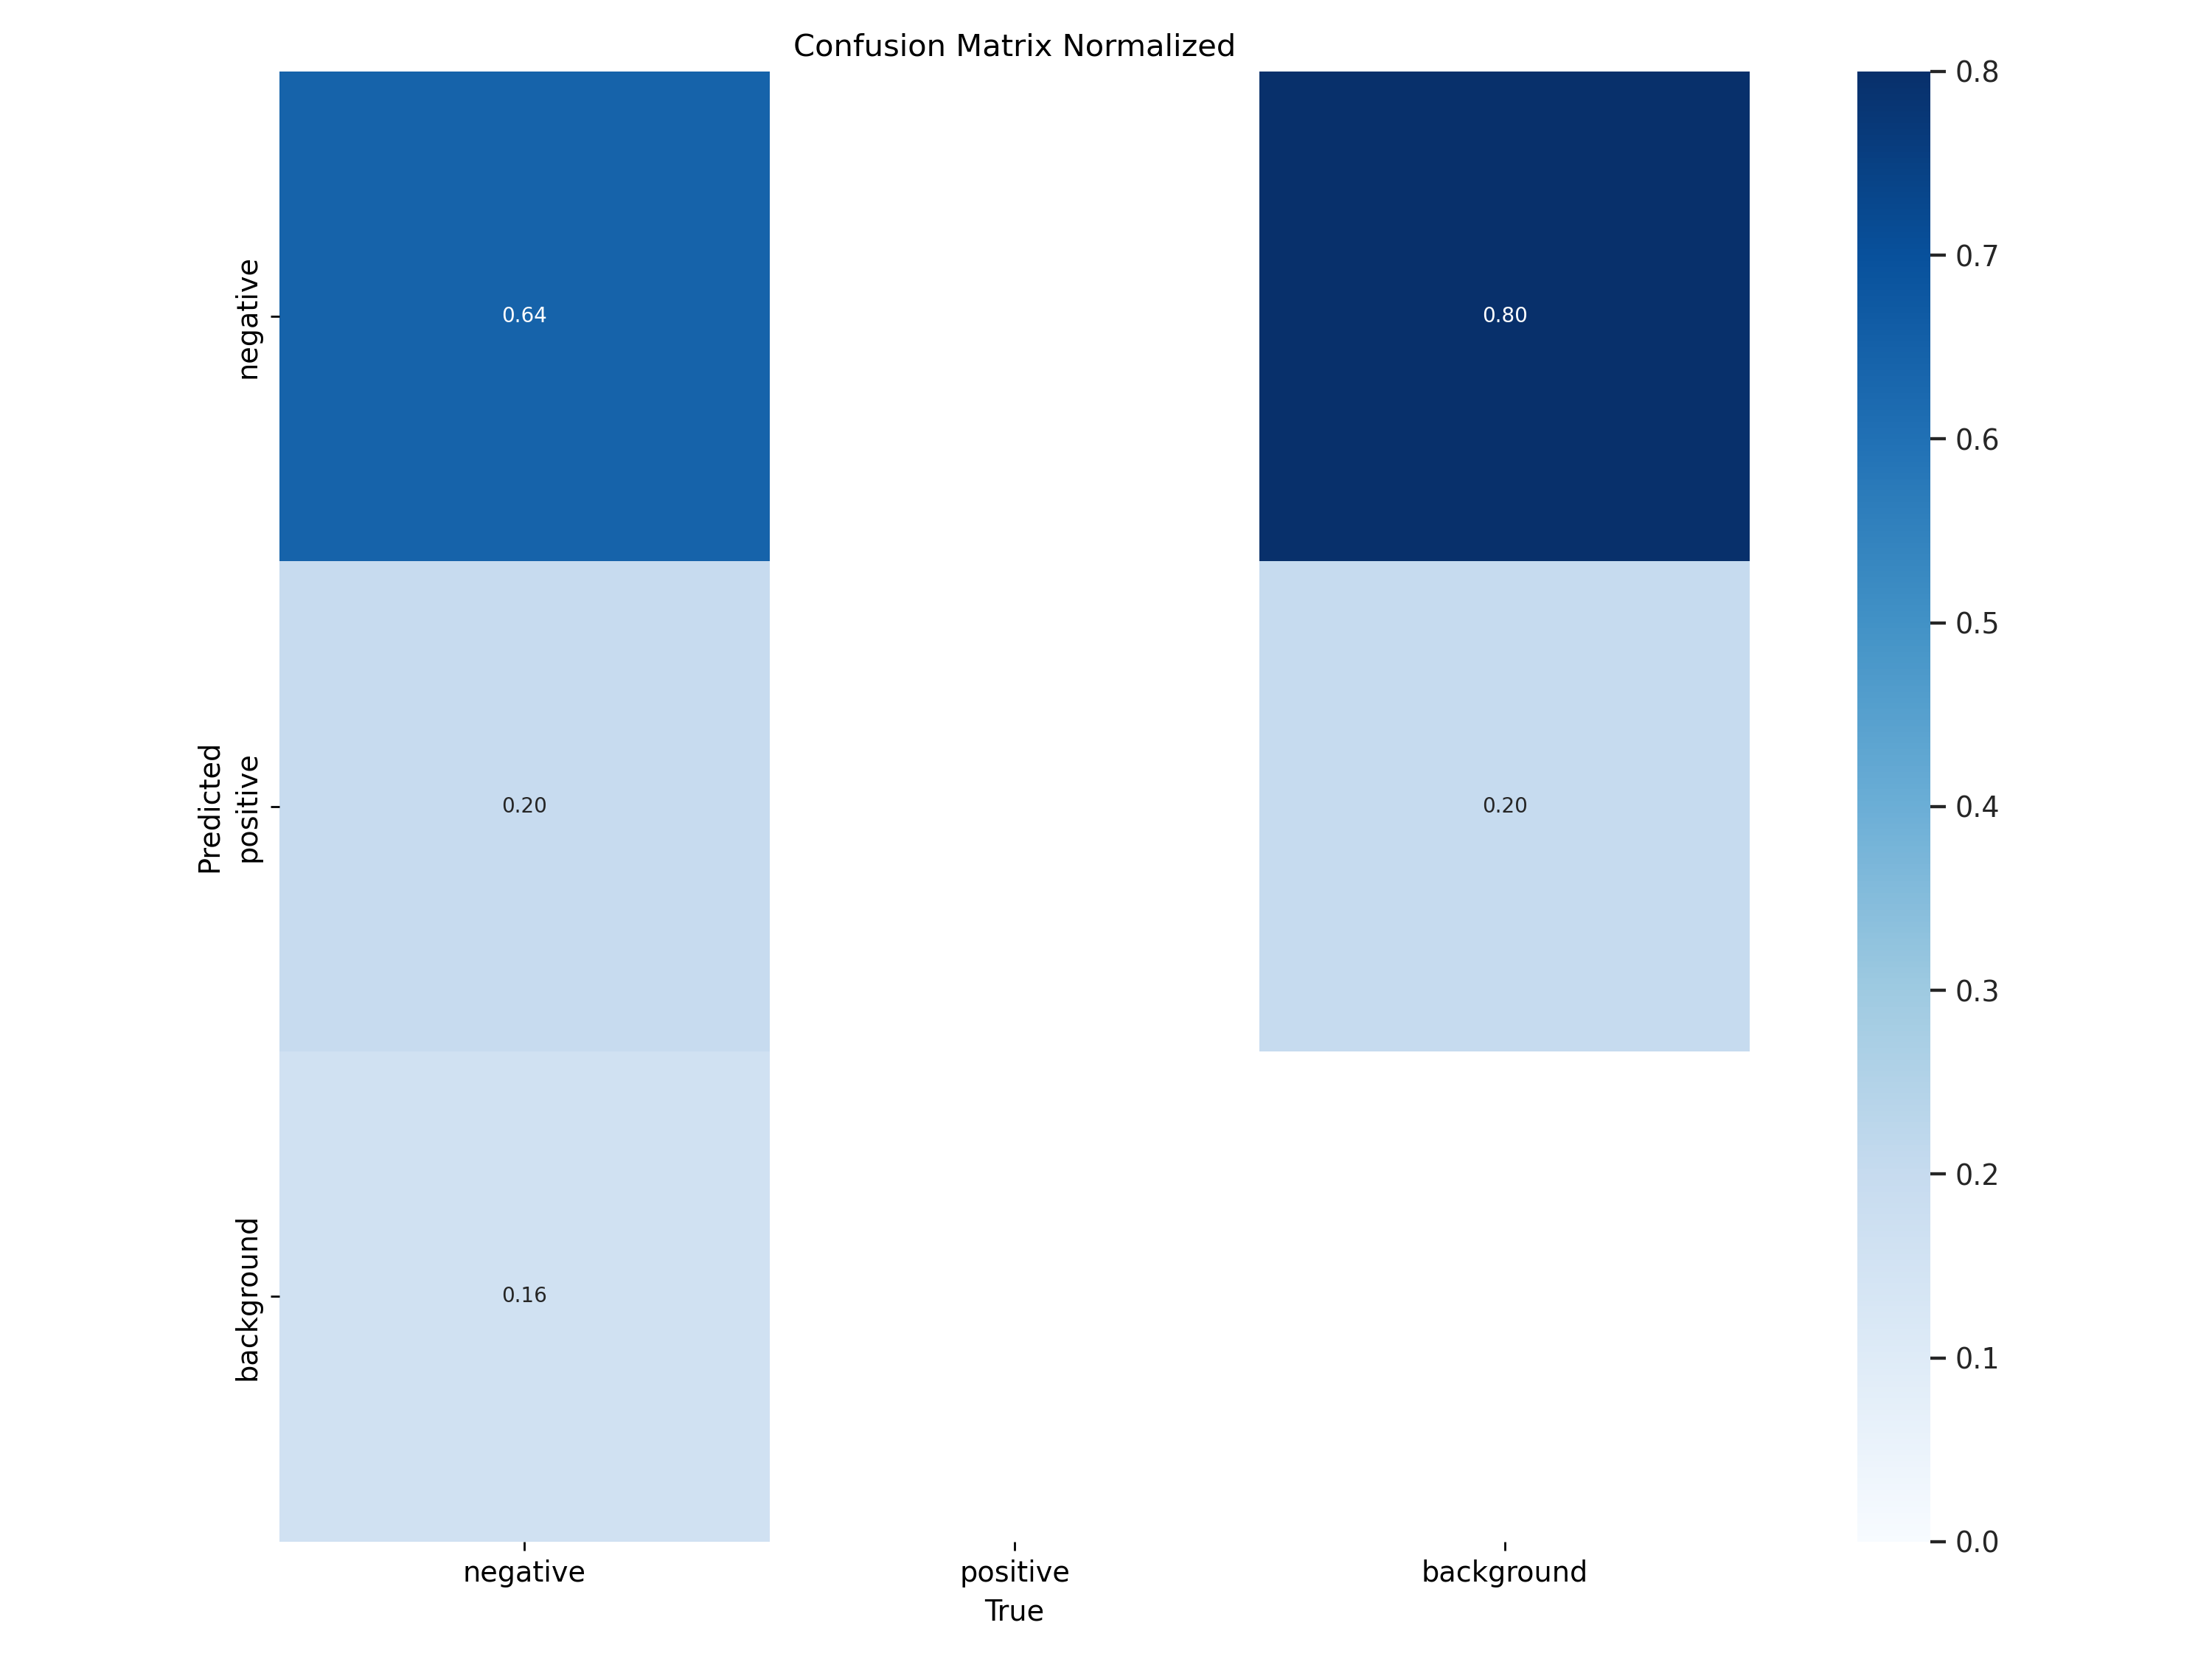 Confusion Matrix Normalized
negative
0.64
0.80
Predicted
positive
0.20
0.20
background
0.16
negative
positive
background
True
0.8
0.7
0.6
0.5
0.4
0.3
0.2
0.1
0.0